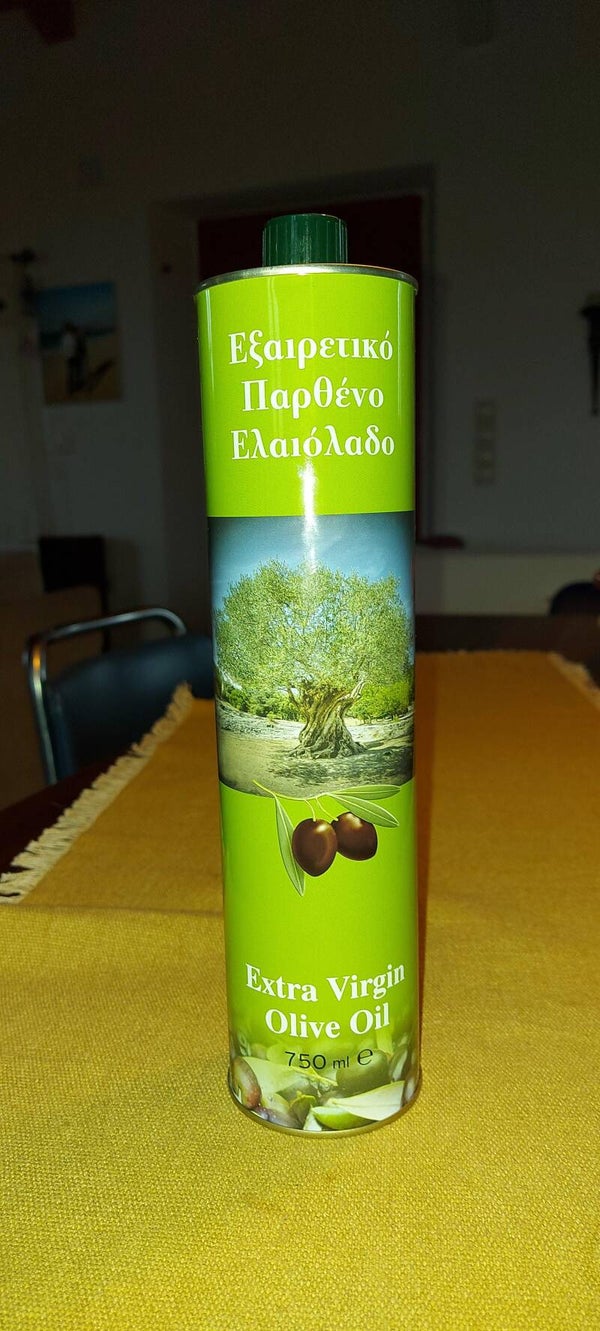 Εξαιρετικό
Παρθένο
Ελαιόλαδο
Extra Virgin
Olive Oil
750 ml ℮